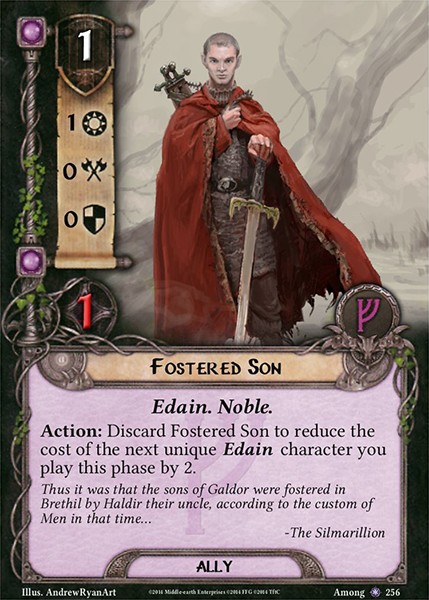 1
1
0
0
1
Fostered Son
Edain. Noble.
Action: Discard Fostered Son to reduce the
cost of the next unique Edain character you
play this phase by 2.
Thus it was that the sons of Galdor were fostered in
Brethil by Haldir their uncle, according to the custom of
Men in that time...
-The Silmarillion
ALLY
Illus. AndrewRyanArt
©2014 Middle-earth Enterprises ©2014 FFG ©2014 TftC
Among 256